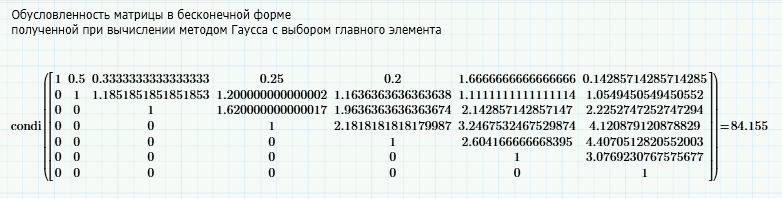 Обусловленность матрицы в бесконечной форме
полученной при вычислении методом Гаусса с выбором главного элемента
1 0.5 0.3333333333333333 0.25 0.2 1.6666666666666666 0.14285714285714285
0 1 1.1851851851851853 1.200000000000002 1.1636363636363638 1.1111111111111114 1.0549450549450552
0 0 1 1.620000000000017 1.9636363636363674 2.142857142857147 2.2252747252747294
condi 0 0 0 1 2.1818181818179987 3.2467532467529874 4.120879120878829 =84.155
0 0 0 0 1 2.604166666668395 4.4070512820552003
0 0 0 0 0 1 3.0769230767575677
0 0 0 0 0 0 1